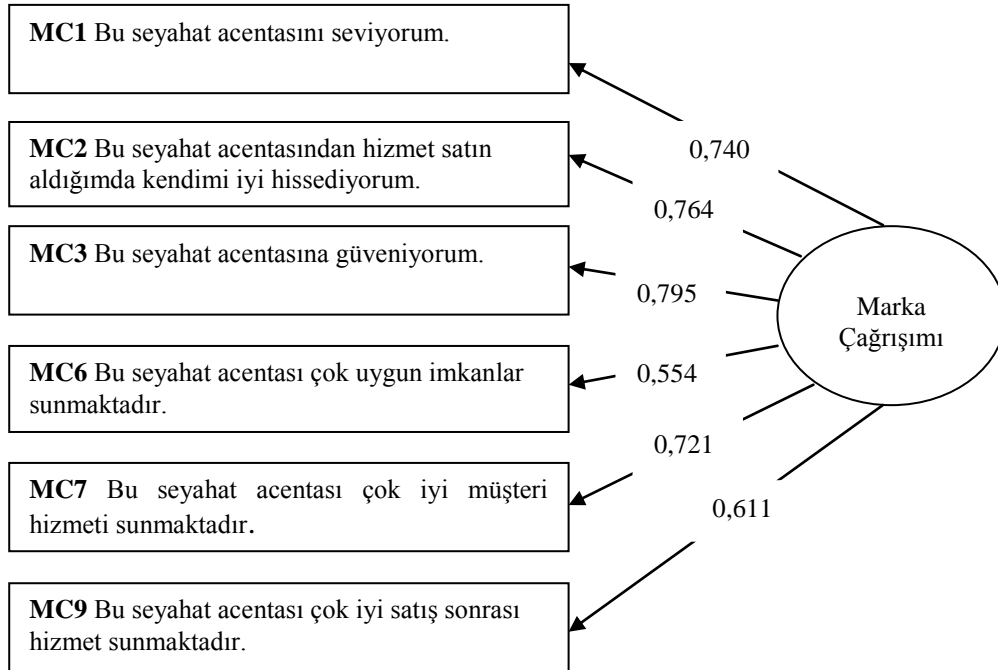 MC1 Bu seyahat acentasını seviyorum.
MC2 Bu seyahat acentasından hizmet satın
aldığımda kendimi iyi hissediyorum.
MC3 Bu seyahat acentasına güveniyorum.
MC6 Bu seyahat acentası çok uygun imkanlar
sunmaktadır.
MC7 Bu seyahat acentası çok iyi müşteri
hizmeti sunmaktadır.
MC9 Bu seyahat acentası çok iyi satış sonrası
hizmet sunmaktadır.
0,740
0,764
0,795
0,554
0,721
0,611
Marka
Çağrışımı